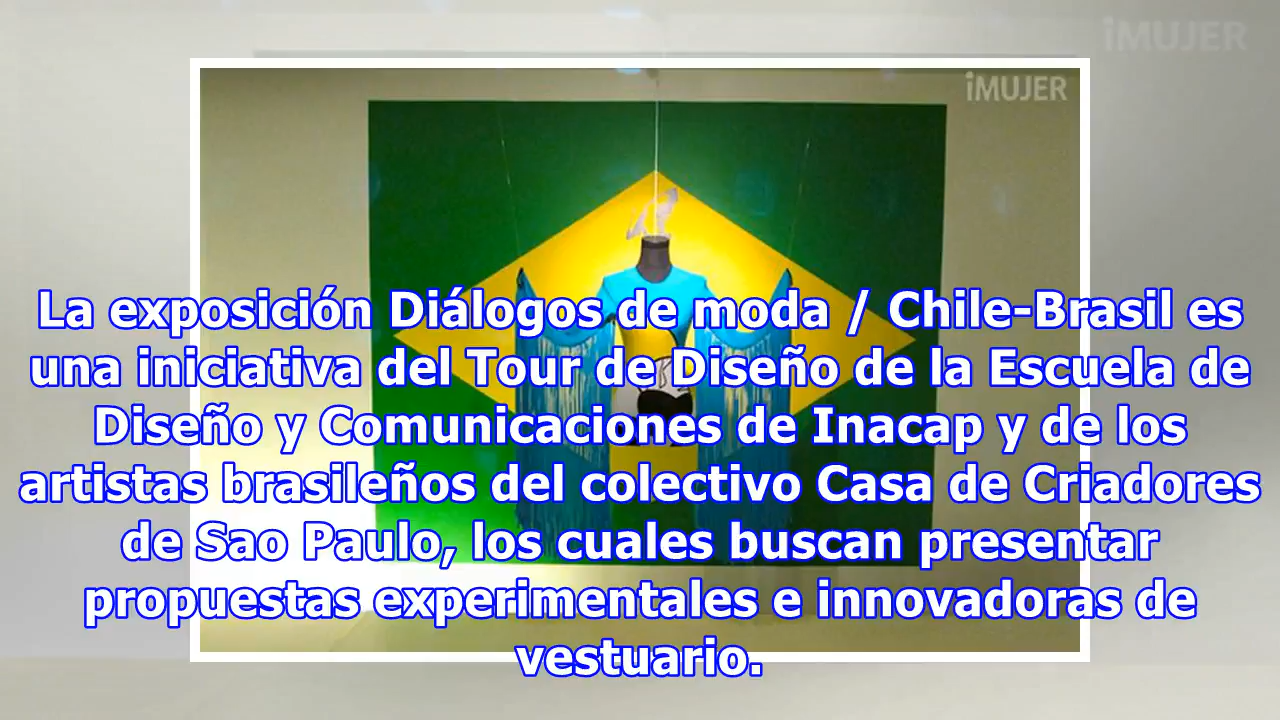 iMUJER
iMUJER
La exposición Diálogos de moda / Chile-Brasil es
una iniciativa del Tour de Diseño de la Escuela de
Diseño y Comunicaciones de Inacap y de los
artistas brasileños del colectivo Casa de Criadores
de Sao Paulo, los cuales buscan presentar
propuestas experimentales e innovadoras de
vestuario.